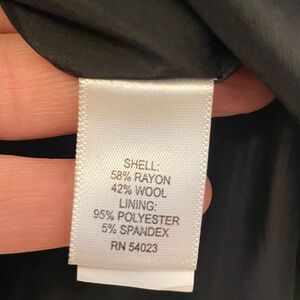 SHELL:
58% RAYON
42% WOOL
LINING:
95% POLYESTER
5% SPANDEX
RN 54023